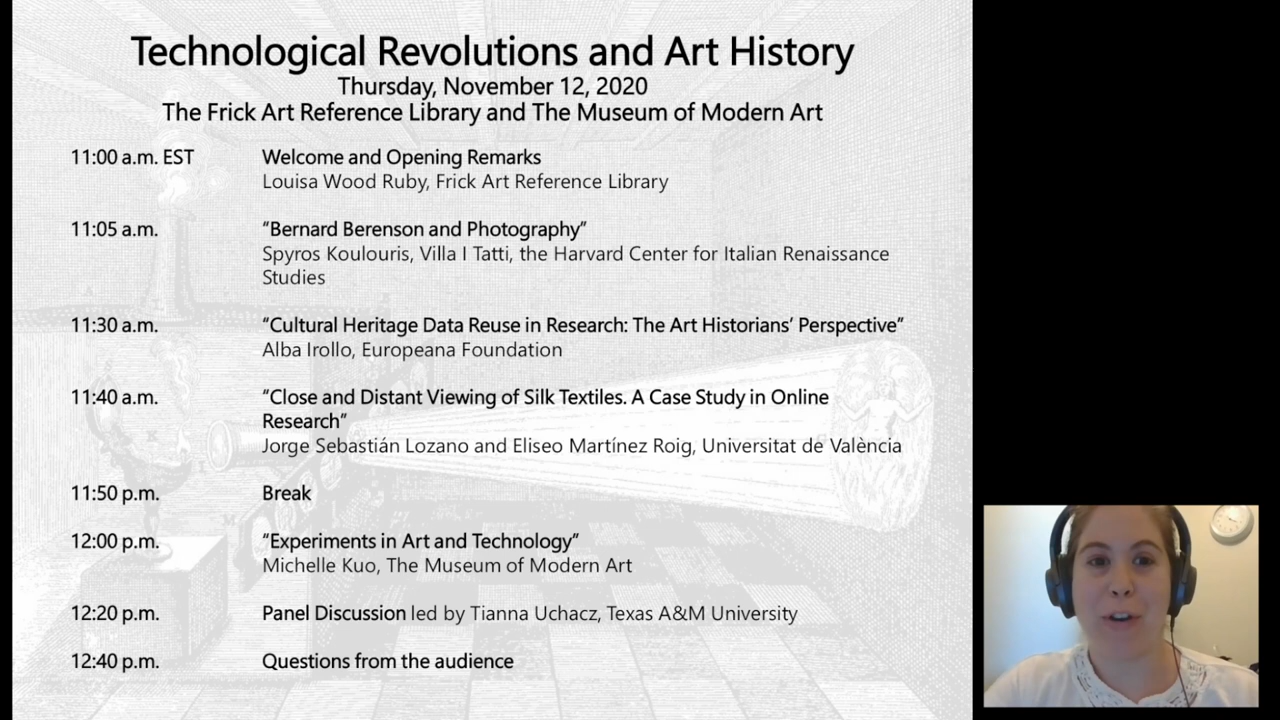 Technological Revolutions and Art History
Thursday, November 12, 2020
The Frick Art Reference Library and The Museum of Modern Art
11:00 a.m. EST Welcome and Opening Remarks
Louisa Wood Ruby, Frick Art Reference Library
11:05 a.m. “Bernard Berenson and Photography”
Spyros Koulouris, Villa I Tatti, the Harvard Center for Italian Renaissance
Studies
11:30 a.m. “Cultural Heritage Data Reuse in Research: The Art Historians’ Perspective”
Alba Irollo, Europeana Foundation
11:40 a.m. “Close and Distant Viewing of Silk Textiles. A Case Study in Online
Research”
Jorge Sebastián Lozano and Eliseo Martínez Roig, Universitat de València
11:50 p.m. Break
12:00 p.m. “Experiments in Art and Technology”
Michelle Kuo, The Museum of Modern Art
12:20 p.m. Panel Discussion led by Tianna Uchacz, Texas A&M University
12:40 p.m. Questions from the audience